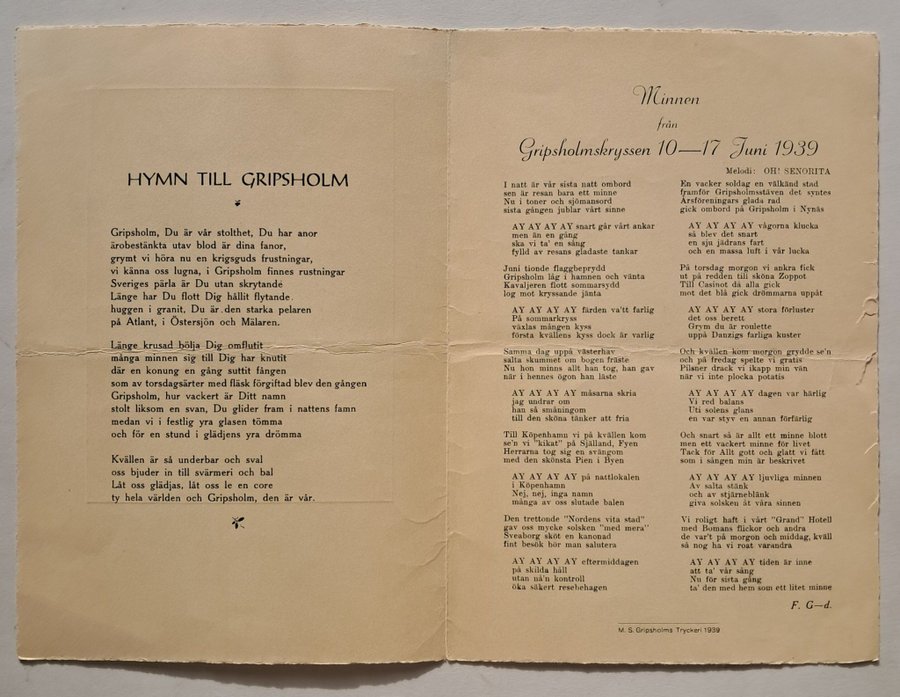 HYMN TILL GRIPSHOLM
Gripsholm, Du är vår stolthet, Du har anor
ärobestänkta utav blod är dina fanor,
grymt vi höra nu en krigsguds frustningar,
vi känna oss lugna, i Gripsholm finnes rustningar
Sveriges pärla är Du utan skrytande
Länge har Du flott Dig hållit flytande.
huggen i granit, Du är den starka pelaren
på Atlant, i Östersjön och Mälaren.
Länge krusad bölja Dig omflutit
många minnen sig till Dig har knutit
där en konung en gång suttit fången
som av torsdagsärter med fläsk förgiftad blev den gången
Gripsholm, hur vackert är Ditt namn
stolt liksom en svan, Du glider fram i nattens famn
medan vi i festlig yra glasen tömma
och för en stund i glädjens yra drömma
Kvällen är så underbar och sval
oss bjuder in till svärmeri och bal
Låt oss glädjas, låt oss le en core
ty hela världen och Gripsholm, den är vår.
Minnen
från
Gripsholmskryssen 10—17 Juni 1939
Melodi: OH! SENORITA
I natt är vår sista natt ombord
sen är resan bara ett minne
Nu i toner och sjömansord
sista gången jublar vårt sinne
AY AY AY AY snart går vårt ankar
men än en gång
ska vi ta' en sång
fylld av resans gladaste tankar
Juni tionde flaggbeprydd
Gripsholm låg i hamnen och vänta
Kavaljeren flott sommarsydd
log mot kryssande jänta
AY AY AY AY färden va'tt farlig
På sommarkryss
växlas mången kyss
första kvällens kyss dock är varlig
Samma dag uppå västerhav
salta skummet om bogen fräste
Nu hon minns allt han tog, han gav
när i hennes ögon han läste
AY AY AY AY måsarna skria
jag undrar om
han så småningom
till den sköna tänker att fria
Till Köpenhamn vi på kvällen kom
se'n vi "kikat" på Själland, Fyen
Herrarna tog sig en svängom
med den skönsta Pien i Byen
AY AY AY AY på nattlokalen
i Köpenhamn
Nej, nej, inga namn
många av oss slutade balen
Den trettonde "Nordens vita stad"
gav oss mycke solsken "med mera"
Sveaborg sköt en kanonad
fint besök bör man salutera
AY AY AY AY eftermiddagen
på skilda håll
utan nå'n kontroll
öka säkert resebehagen
En vacker soldag en välkänd stad
framför Gripsholmsstäven det syntes
Årsföreningars glada rad
gick ombord på Gripsholm i Nynäs
AY AY AY AY vågorna klucka
så blev det snart
en sju jädrans fart
och en massa luft i vår lucka
På torsdag morgon vi ankra fick
ut på redden till sköna Zoppot
Till Casinot då alla gick
mot det blå gick drömmarna uppåt
AY AY AY AY stora förluster
det oss berett
Grym du är roulette
uppå Danzigs farliga kuster
Och kvällen kom morgon grydde se'n
och på fredag spelte vi gratis
Pilsner drack vi ikapp min vän
när vi inte plocka potatis
AY AY AY AY dagen var härlig
Vi red balans
Uti solens glans
en var styv en annan förfärlig
Och snart så är allt ett minne blott
men ett vackert minne för livet
Tack för Allt gott och glatt vi fått
som i sången min är beskrivet
AY AY AY AY ljuvliga minnen
Av salta stänk
och av stjärneblänk
giva solsken åt våra sinnen
Vi roligt haft i vårt "Grand" Hotell
med Bomans flickor och andra
de var't på morgon och middag, kväll
så nog ha vi roat varandra
AY AY AY AY tiden är inne
att ta' vår sång
Nu för sista gång
ta' den med hem som ett litet minne
F. G—d.
M. S. Gripsholms Tryckeri 1939